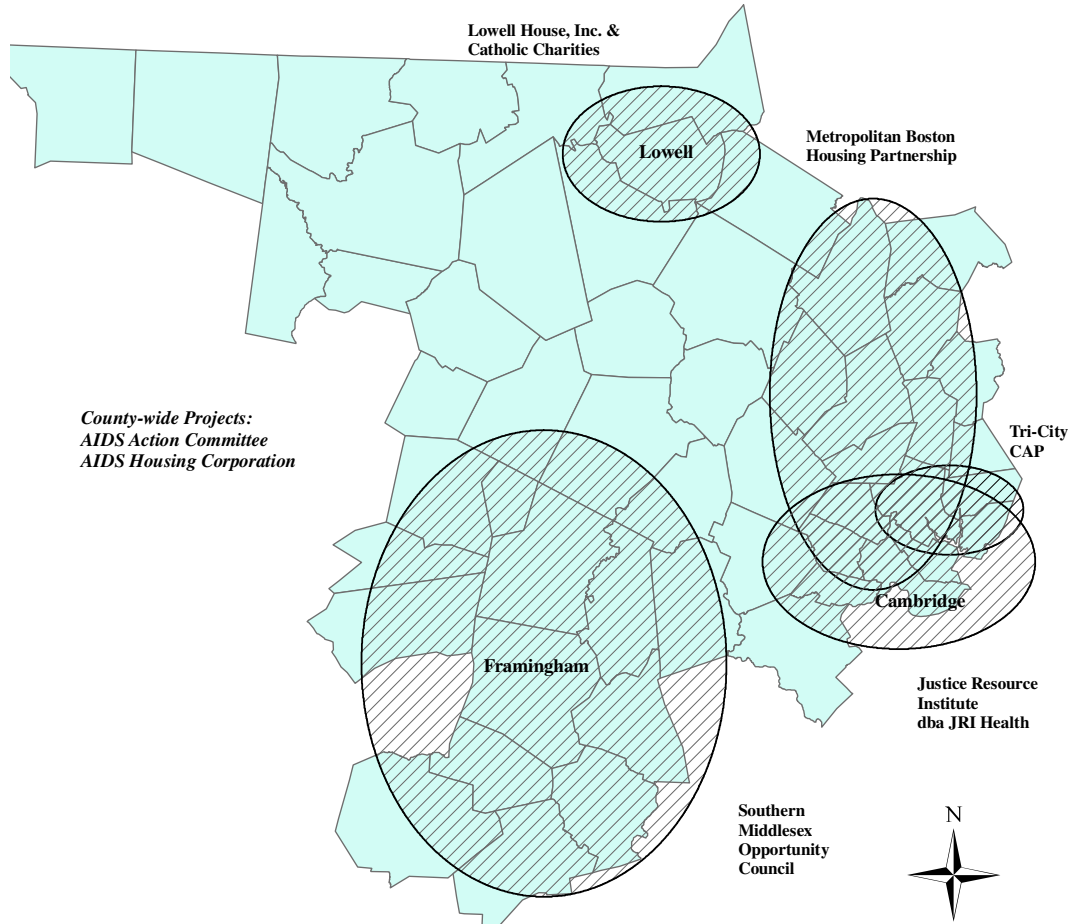 Lowell House, Inc. &
Catholic Charities
Lowell
Metropolitan Boston
Housing Partnership
County-wide Projects:
AIDS Action Committee
AIDS Housing Corporation
Tri-City
CAP
Cambridge
Framingham
Justice Resource
Institute
dba JRI Health
Southern
Middlesex
Opportunity
Council
N